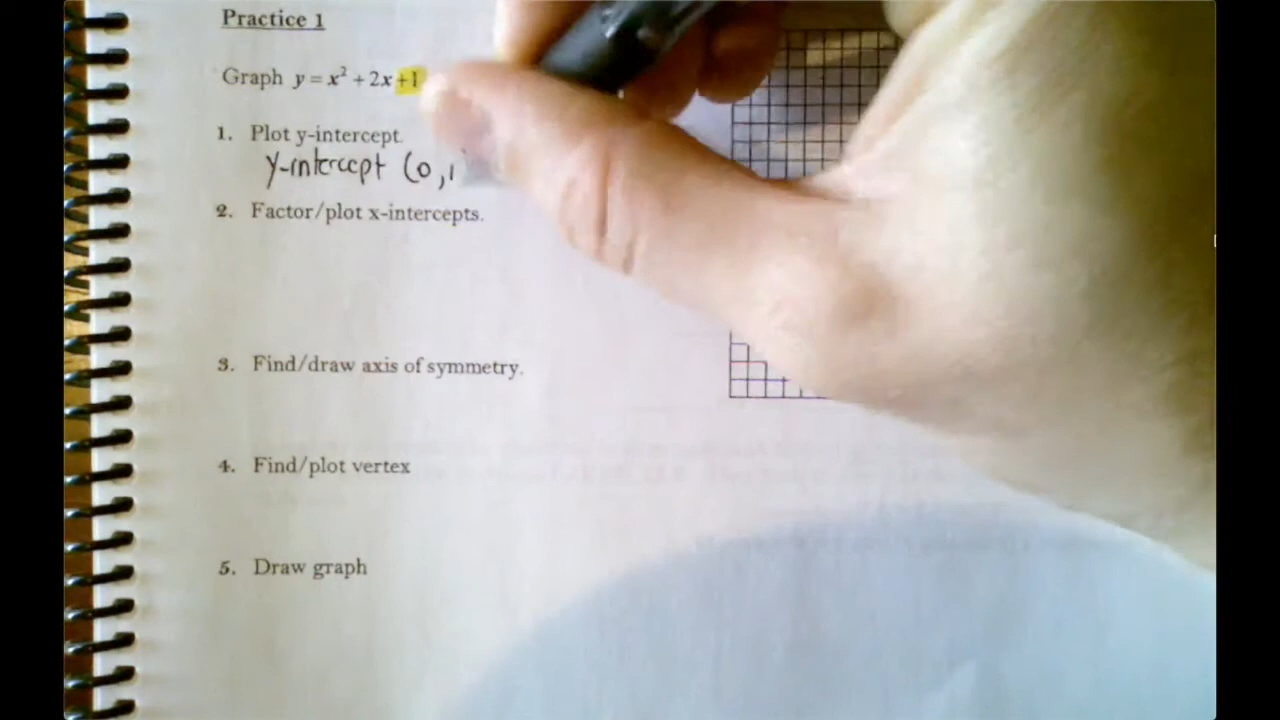 Practice 1
Graph y = x² + 2x +1
1. Plot y-intercept.
y-intercept (0,1
2. Factor/plot x-intercepts.
3. Find/draw axis of symmetry.
4. Find/plot vertex
5. Draw graph